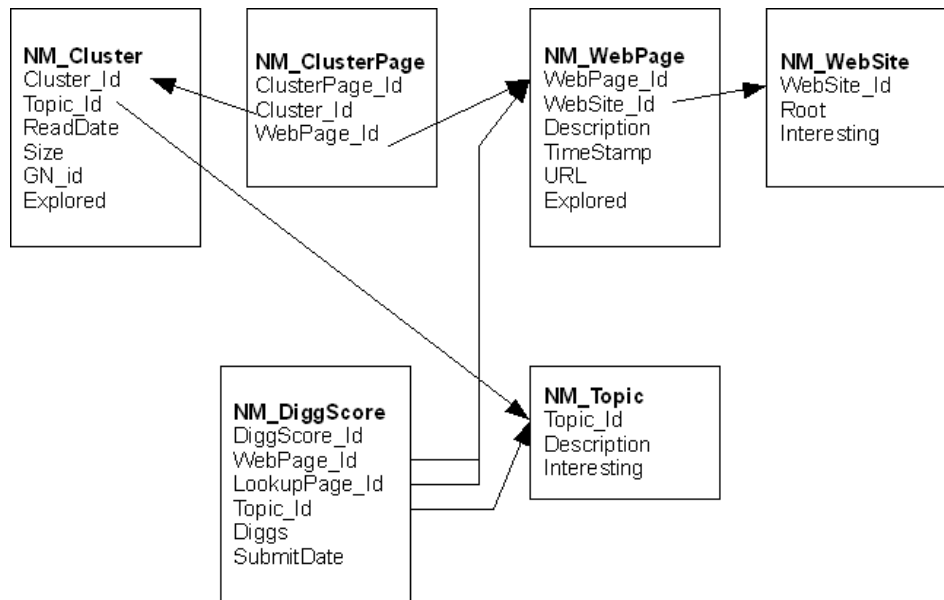 NM_Cluster
Cluster_Id
Topic_Id
ReadDate
Size
GN_id
Explored
NM_ClusterPage
ClusterPage_Id
Cluster_Id
WebPage_Id
NM_WebPage
WebPage_Id
WebSite_Id
Description
TimeStamp
URL
Explored
NM_WebSite
WebSite_Id
Root
Interesting
NM_DiggScore
DiggScore_Id
WebPage_Id
LookupPage_Id
Topic_Id
Diggs
SubmitDate
NM_Topic
Topic_Id
Description
Interesting